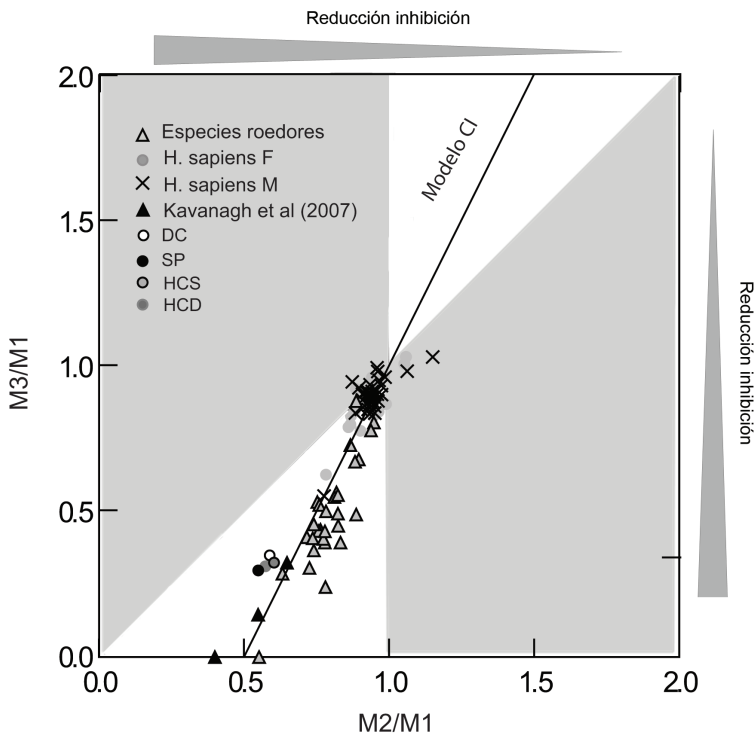 Reducción inhibición
2.0
Modelo CI
Especies roedores
H. sapiens F
H. sapiens M
Kavanagh et al (2007)
DC
SP
HCS
HCD
1.5
1.0
0.5
0.0
M3/M1
Reducción inhibición
0.0 0.5 1.0 1.5 2.0
M2/M1